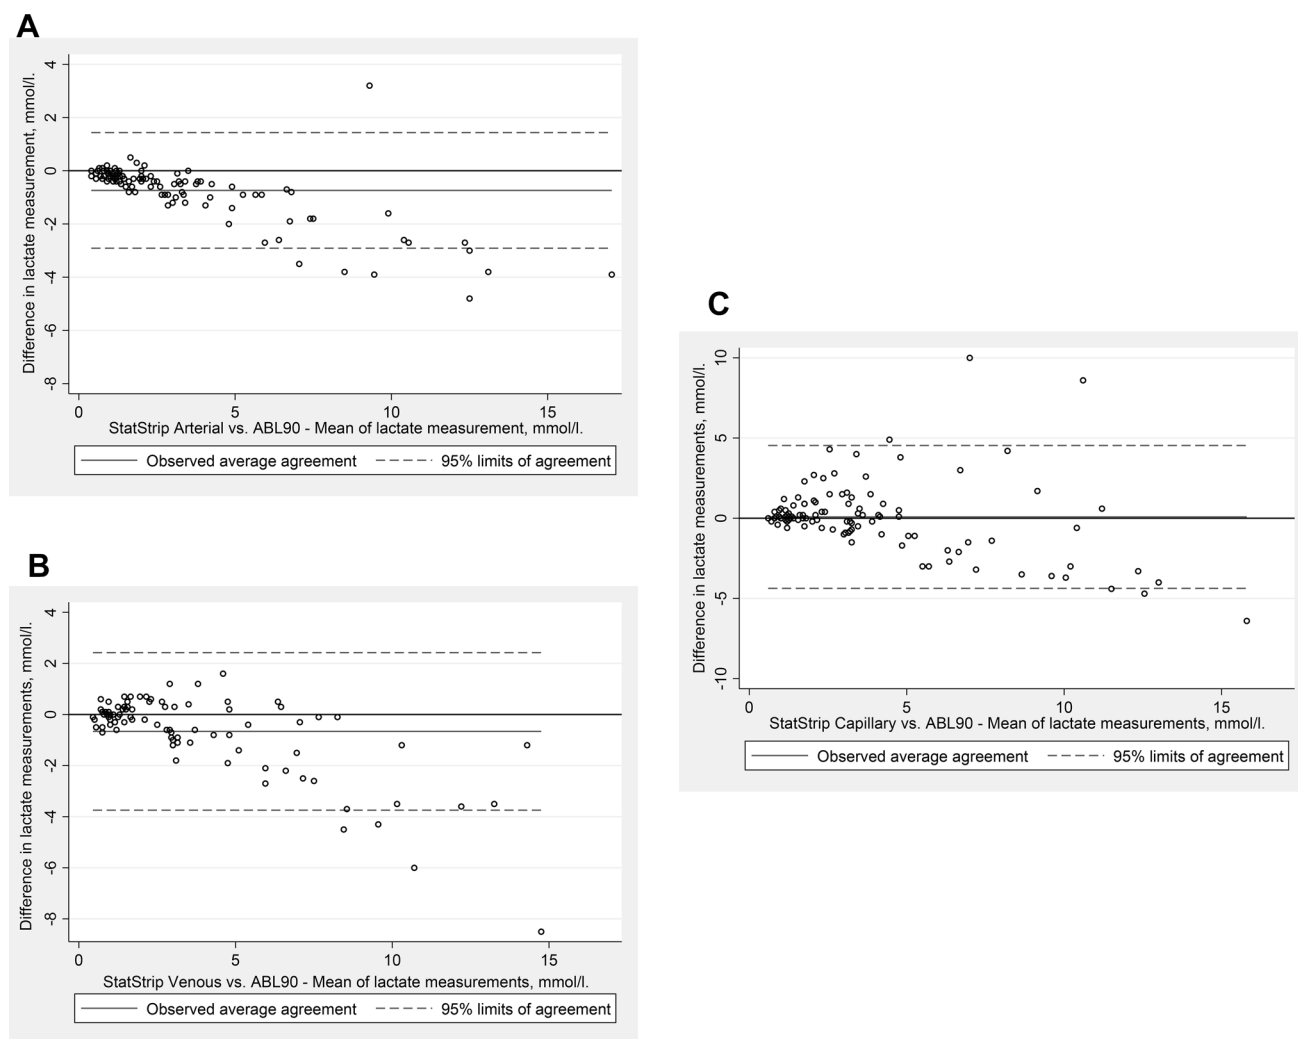 A
Difference in lactate measurement, mmol/l.
4
2
0
-2
-4
-6
-8
0 5 10 15
StatStrip Arterial vs. ABL90 - Mean of lactate measurement, mmol/l.
Observed average agreement 95% limits of agreement
B
Difference in lactate measurements, mmol/l.
4
2
0
-2
-4
-6
-8
0 5 10 15
StatStrip Venous vs. ABL90 - Mean of lactate measurements, mmol/l.
Observed average agreement 95% limits of agreement
C
Difference in lactate measurements, mmol/l.
10
5
0
-5
-10
0 5 10 15
StatStrip Capillary vs. ABL90 - Mean of lactate measurements, mmol/l.
Observed average agreement 95% limits of agreement